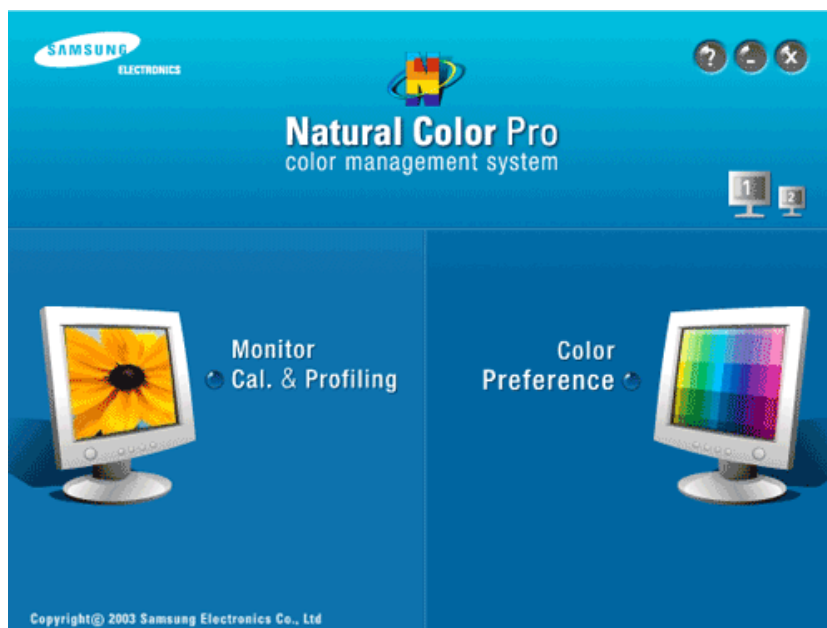 SAMSUNG
ELECTRONICS
? - x
N
Natural Color Pro
color management system
1 2
Monitor
Cal. & Profiling
Color
Preference
Copyright© 2003 Samsung Electronics Co., Ltd